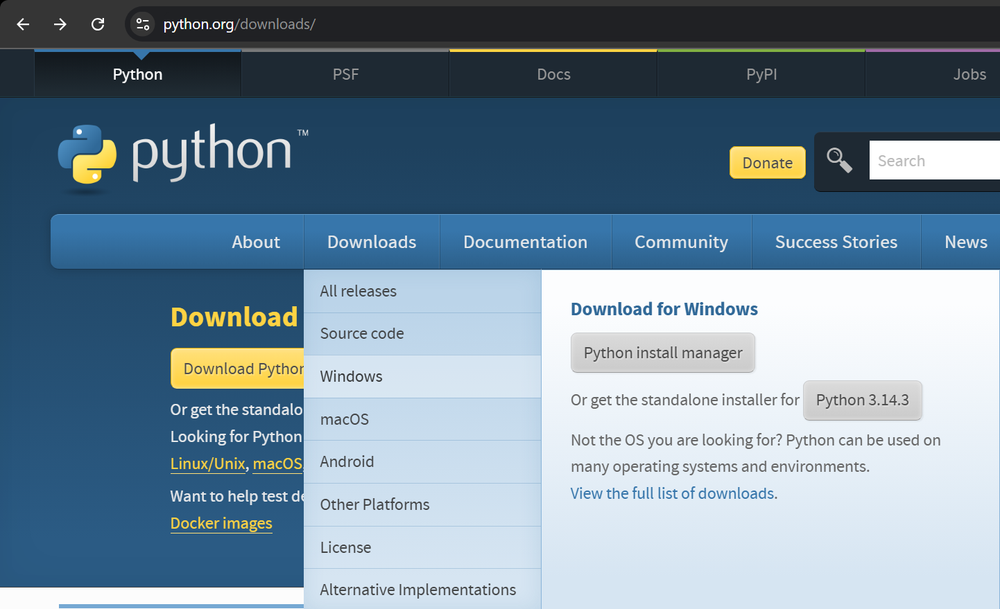 python.org/downloads/
Python
PSF
Docs
PyPI
Jobs
python™
Donate
Search
About
Downloads
Documentation
Community
Success Stories
News
All releases
Source code
Windows
macOS
Android
Other Platforms
License
Alternative Implementations
Download for Windows
Python install manager
Or get the standalone installer for Python 3.14.3
Not the OS you are looking for? Python can be used on
many operating systems and environments.
View the full list of downloads.
Download
Download Python
Or get the
Looking for Python
Linux/Unix, macOS,
Want to help test
Docker images